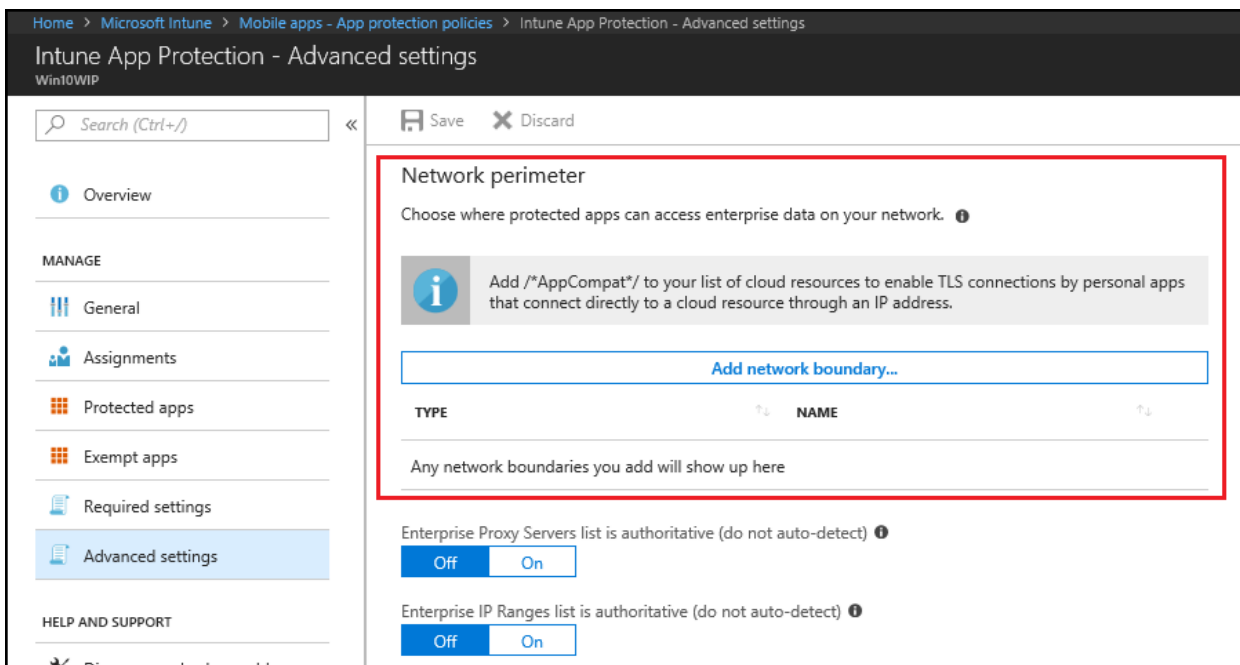 Home > Microsoft Intune > Mobile apps - App protection policies > Intune App Protection - Advanced settings
Intune App Protection - Advanced settings
Win10WIP
Search (Ctrl+/)
«
Overview
MANAGE
General
Assignments
Protected apps
Exempt apps
Required settings
Advanced settings
HELP AND SUPPORT
Save
Discard
Network perimeter
Choose where protected apps can access enterprise data on your network.
Add /*AppCompat*/ to your list of cloud resources to enable TLS connections by personal apps
that connect directly to a cloud resource through an IP address.
Add network boundary...
TYPE
NAME
Any network boundaries you add will show up here
Enterprise Proxy Servers list is authoritative (do not auto-detect)
Off
On
Enterprise IP Ranges list is authoritative (do not auto-detect)
Off
On